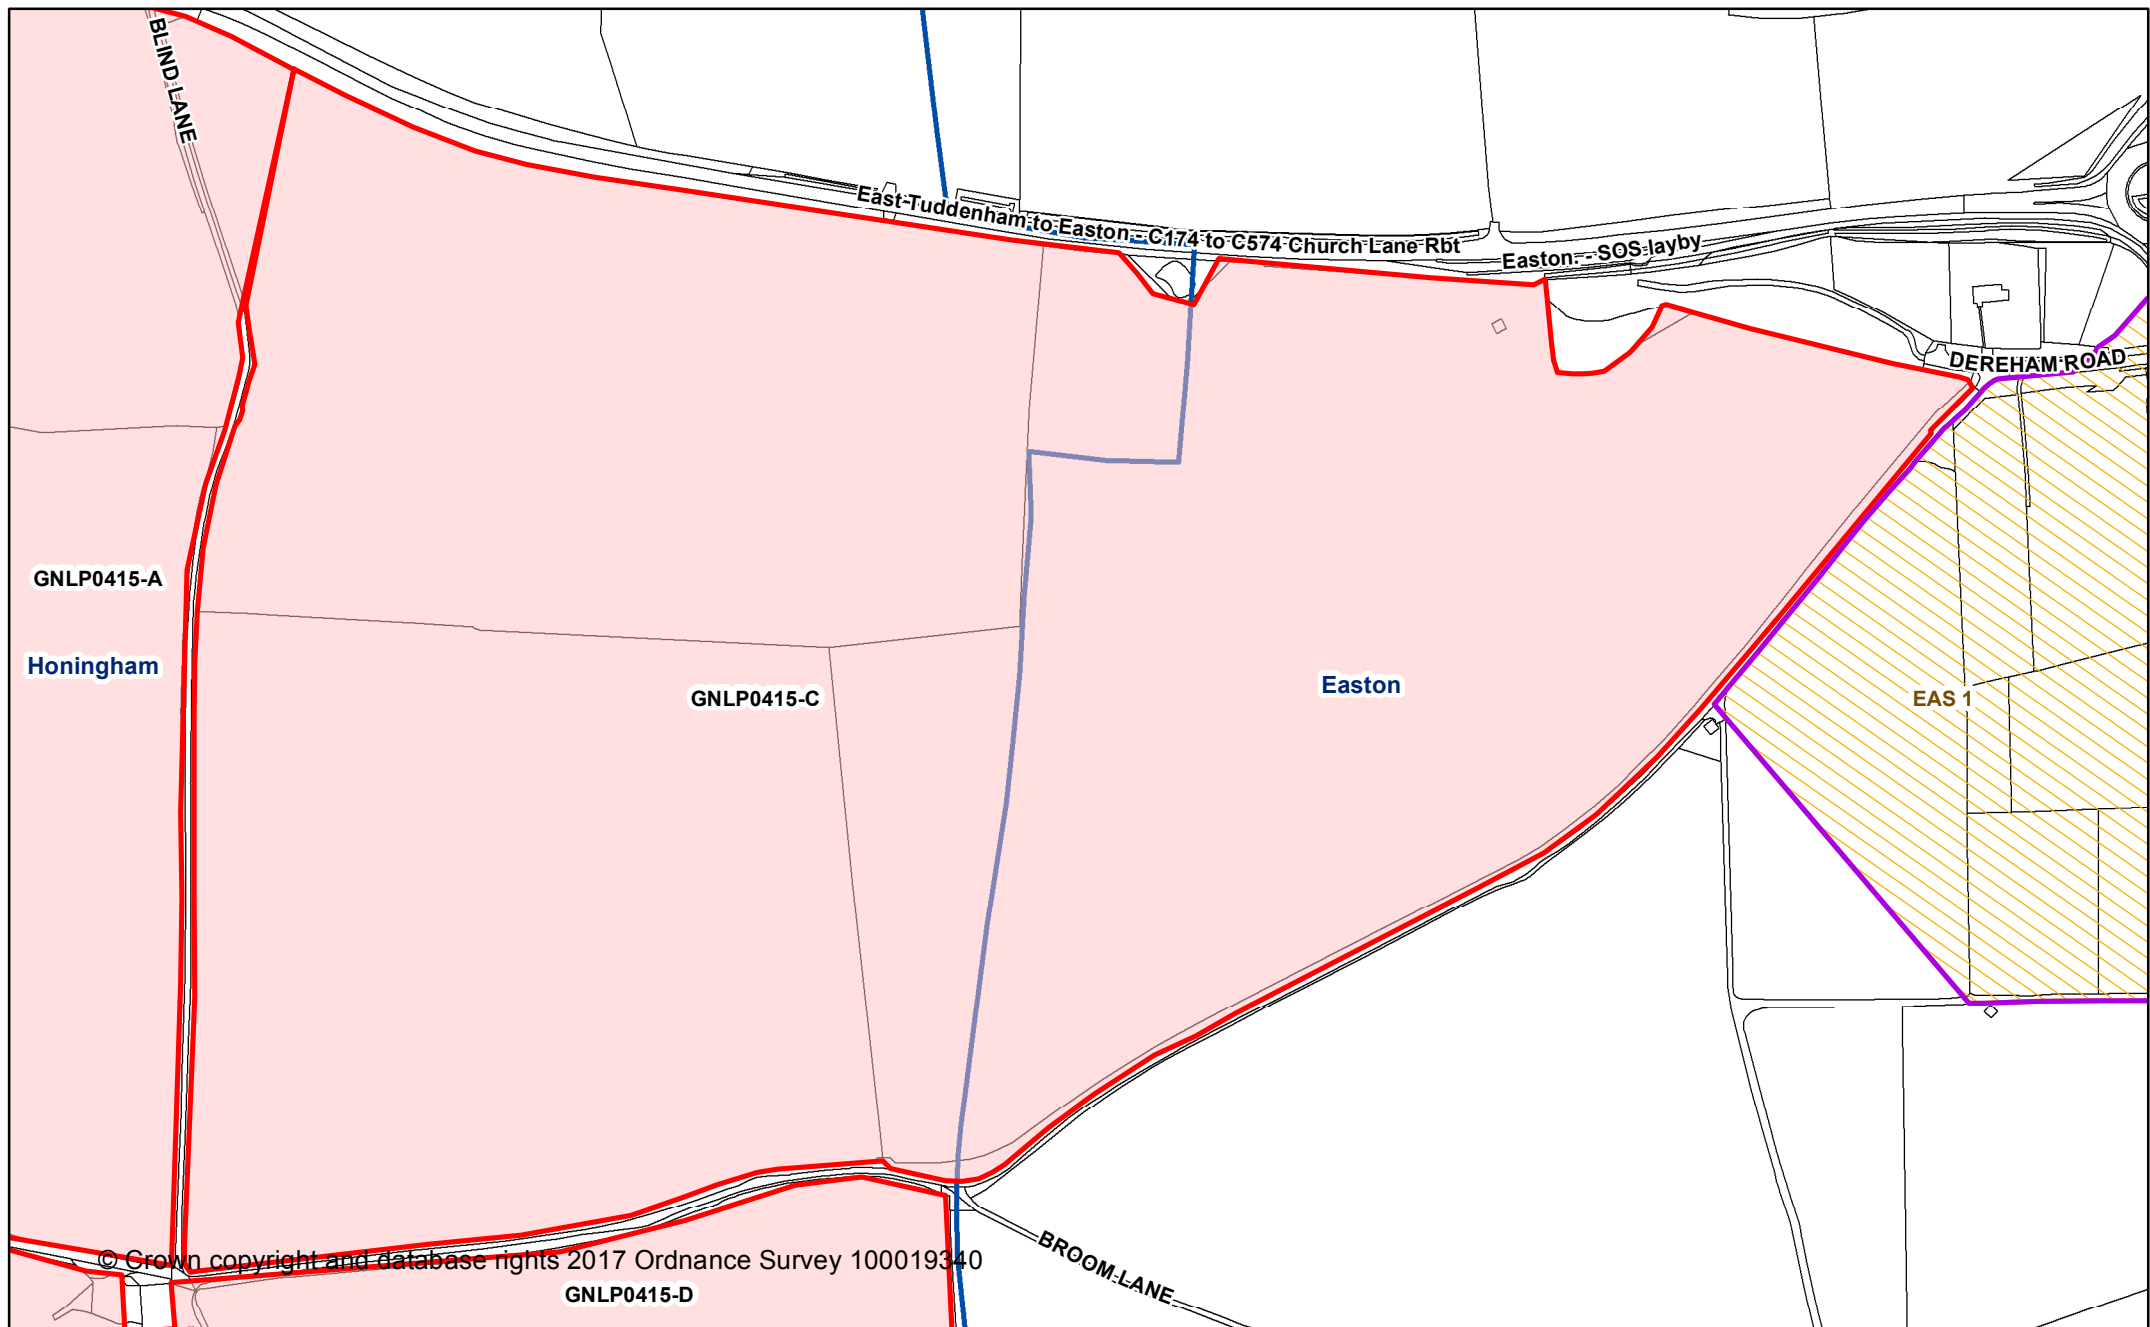 BLIND LANE
East Tuddenham to Easton - C174 to C574 Church Lane Rbt
Easton. - SOS layby
DEREHAM ROAD
GNLP0415-A
Honingham
GNLP0415-C
Easton
EAS 1
BROOM LANE
© Crown copyright and database rights 2017 Ordnance Survey 100019340
GNLP0415-D